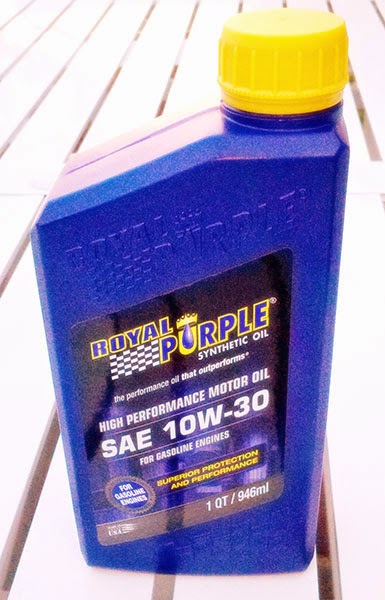 ROYAL
PURPLE®
ROYAL PURPLE®
SYNTHETIC OIL
the performance oil that outperforms®
HIGH PERFORMANCE MOTOR OIL
SAE 10W-30
FOR GASOLINE ENGINES
FOR
GASOLINE
ENGINES
SUPERIOR PROTECTION
AND PERFORMANCE
USA
1 QT / 946ml